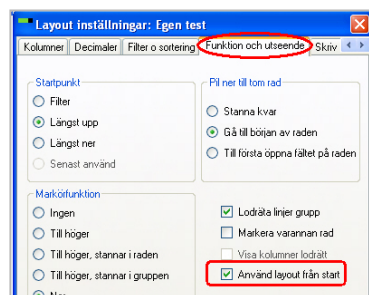 Layout inställningar: Egen test
Kolumner Decimaler Filter o sortering Funktion och utseende Skriv
Startpunkt
Filter
Längst upp
Längst ner
Senast använd
Pil ner till tom rad
Stanna kvar
Gå till början av raden
Till första öppna fältet på raden
Markörfunktion
Ingen
Till höger
Till höger, stannar i raden
Till höger, stannar i gruppen
Lodräta linjer grupp
Markera varannan rad
Visa kolumner lodrätt
Använd layout från start